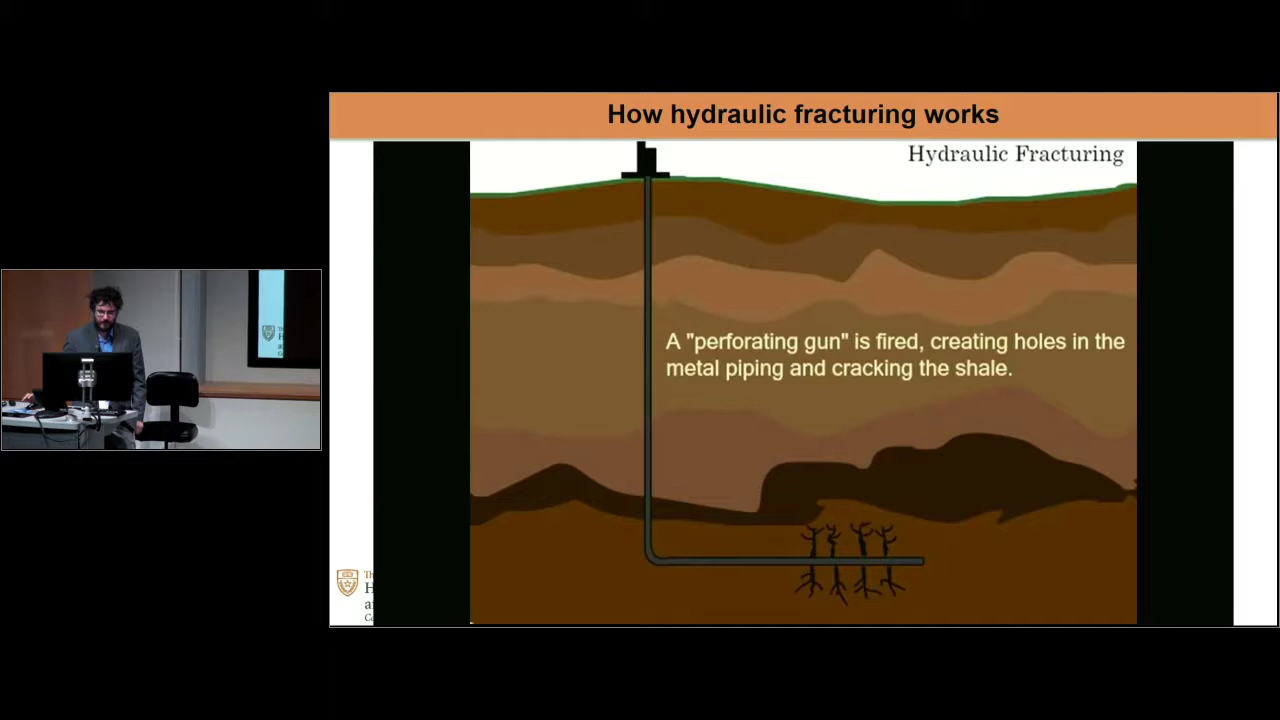 How hydraulic fracturing works
Hydraulic Fracturing
A "perforating gun" is fired, creating holes in the
metal piping and cracking the shale.